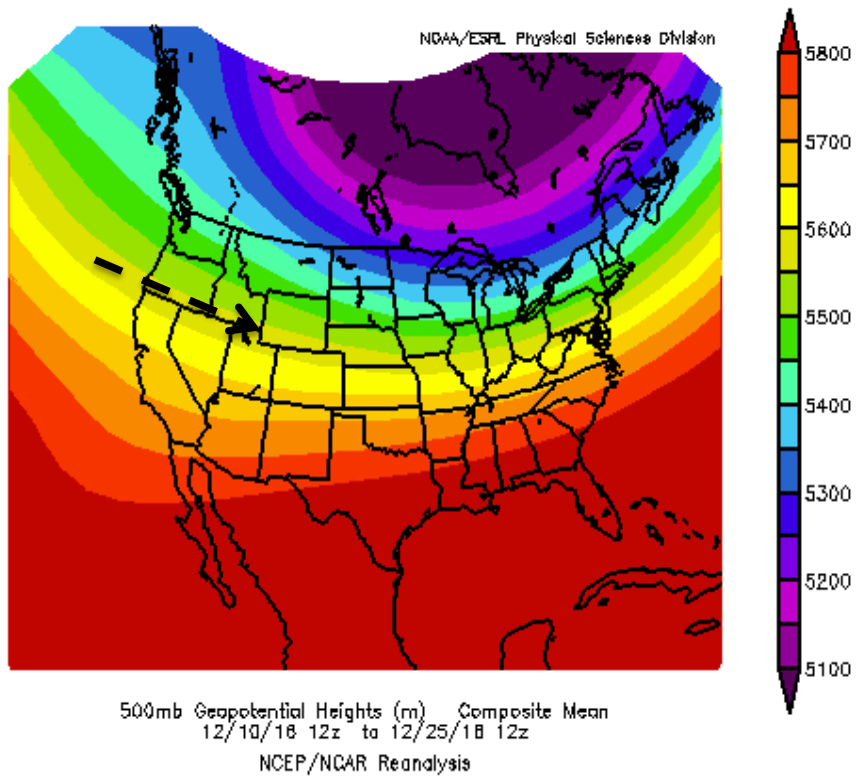 NOAA/ESRL Physical Sciences Division
5800
5700
5600
5500
5400
5300
5200
5100
500mb Geopotential Heights (m) Composite Mean
12/10/16 12z to 12/25/16 12z
NCEP/NCAR Reanalysis